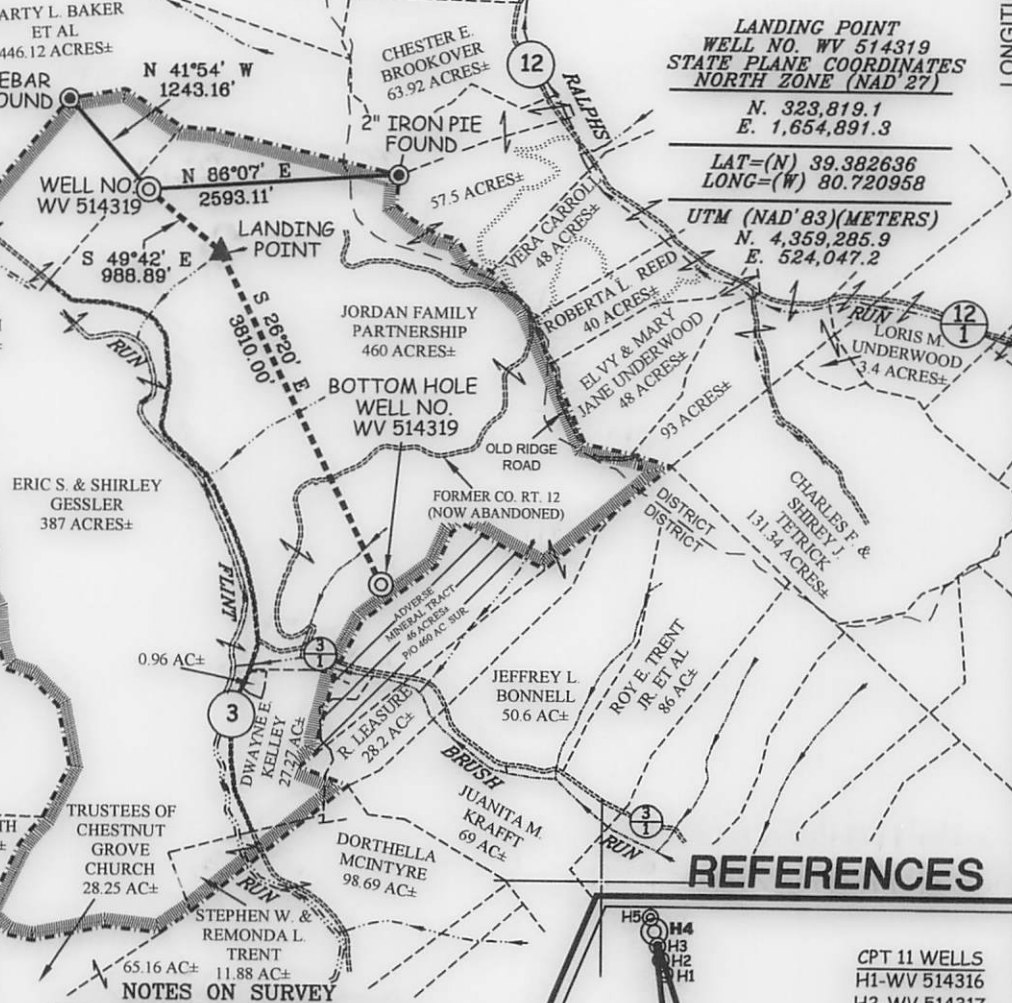 ARTY L. BAKER
ET AL
446.12 ACRES±
EBAR
OUND
N 41°54' W
1243.16'
CHESTER E.
BROOKOVER
63.92 ACRES±
12
RALPHS
LANDING POINT
WELL NO. WV 514319
STATE PLANE COORDINATES
NORTH ZONE (NAD'27)
N. 323,819.1
E. 1,654,891.3
LAT=(N) 39.382636
LONG=(W) 80.720958
UTM (NAD'83)(METERS)
N. 4,359,285.9
E. 524,047.2
LONGIT
2" IRON PIE
FOUND
WELL NO.
WV 514319
N 86°07' E
2593.11'
57.5 ACRES±
VERA CARROLL
48 ACRES±
LANDING
POINT
S 49°42' E
988.89'
ROBERTA L. REED
40 ACRES±
S 26°20' E
3810.00'
JORDAN FAMILY
PARTNERSHIP
460 ACRES±
ELVY & MARY
JANE UNDERWOOD
48 ACRES±
RUN
12
1
LORIS M.
UNDERWOOD
3.4 ACRES±
RUN
BOTTOM HOLE
WELL NO.
WV 514319
93 ACRES±
OLD RIDGE
ROAD
ERIC S. & SHIRLEY
GESSLER
387 ACRES±
FORMER CO. RT. 12
(NOW ABANDONED)
DISTRICT
DISTRICT
CHARLES F. &
SHIREY J.
TETRICK
131.34 ACRES±
FLINT
ADVERSE
MINERAL TRACT
46 ACRES±
P/O 460 AC. SUR
3
1
0.96 AC±
3
DWAYNE E.
KELLEY
27.27 AC±
R. LEASURE
28.2 AC±
JEFFREY L.
BONNELL
50.6 AC±
ROY E. TRENT
JR. ET AL
86 AC±
BRUSH
JUANITA M.
KRAFFT
69 AC±
3
1
RUN
TH
±
TRUSTEES OF
CHESTNUT
GROVE
CHURCH
28.25 AC±
DORTHELLA
MCINTYRE
98.69 AC±
RUN
STEPHEN W. &
REMONDA L.
TRENT
11.88 AC±
65.16 AC±
NOTES ON SURVEY
REFERENCES
H5
H4
H3
H2
H1
CPT 11 WELLS
H1-WV 514316
H2-WV 514317